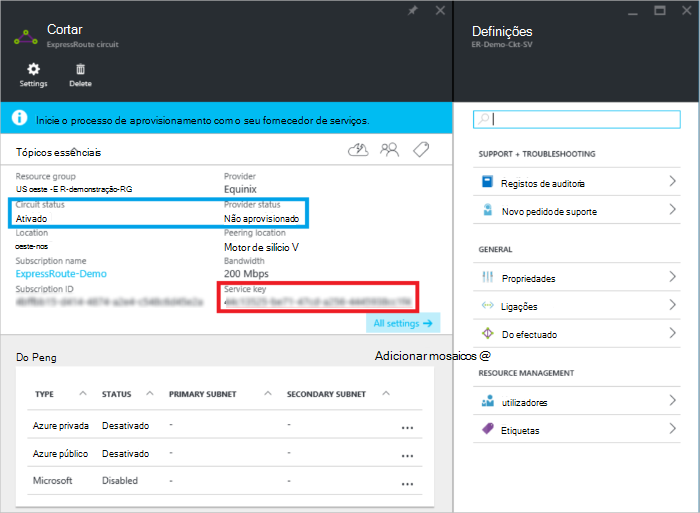 Cortar
ExpressRoute circuit
Settings
Delete
Inicie o processo de aprovisionamento com o seu fornecedor de serviços.
Tópicos essênciais
Resource group
US oeste -E R-demonstração-RG
Provider
Equinix
Circuit status
Ativado
Provider status
Não aprovisionado
Location
oeste-nos
Peering location
Motor de silício V
Subscription name
ExpressRoute-Demo
Bandwidth
200 Mbps
Subscription ID
Service key
All settings →
Do Peng
Adicionar mosaicos @
TYPE STATUS PRIMARY SUBNET SECONDARY SUBNET
Azure privada Desativado - - ...
Azure público Desativado - - ...
Microsoft Disabled - - ...
Definições
ER-Demo-Ckt-SV
SUPPORT + TROUBLESHOOTING
Registos de auditoria
Novo pedido de suporte
GENERAL
Propriedades
Ligações
Do efectuado
RESOURCE MANAGEMENT
utilizadores
Etiquetas